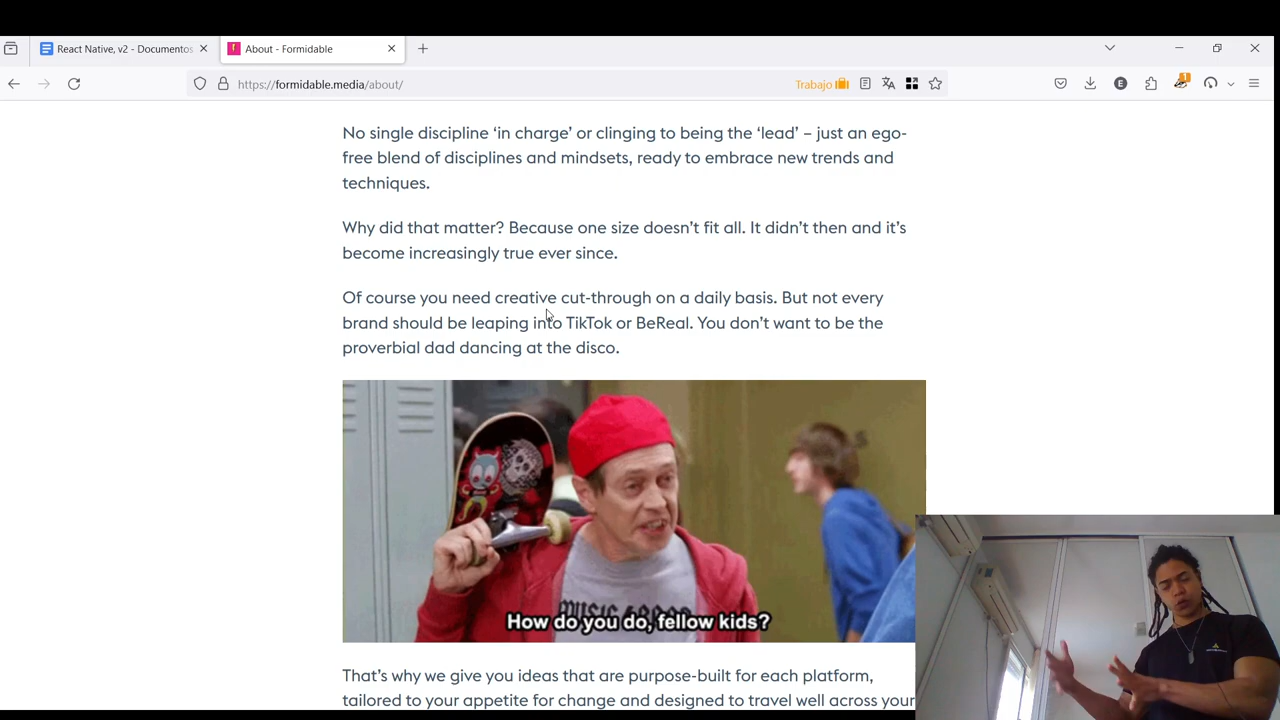 React Native, v2 - Documentos
About - Formidable
https://formidable.media/about/
Trabajo
E
1
No single discipline ‘in charge’ or clinging to being the ‘lead’ – just an ego-
free blend of disciplines and mindsets, ready to embrace new trends and
techniques.
Why did that matter? Because one size doesn’t fit all. It didn’t then and it’s
become increasingly true ever since.
Of course you need creative cut-through on a daily basis. But not every
brand should be leaping into TikTok or BeReal. You don’t want to be the
proverbial dad dancing at the disco.
How do you do, fellow kids?
That’s why we give you ideas that are purpose-built for each platform,
tailored to your appetite for change and designed to travel well across your